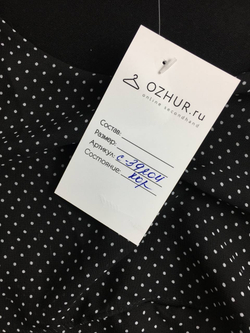 OZHUR.ru
online secondhand
Состав:
Размер:
Артикул:
Состояние: хор